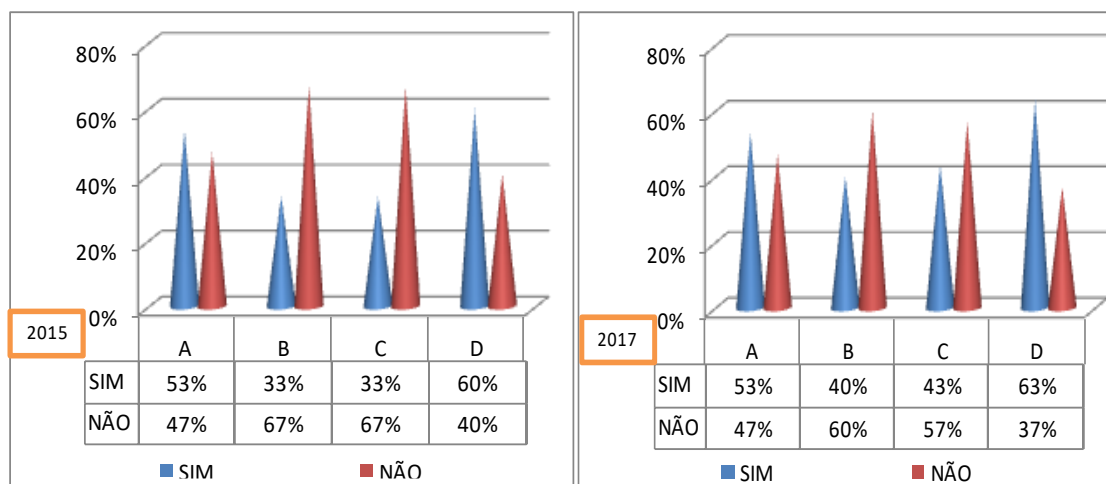 80%
60%
40%
20%
0%
2015
A B C D
SIM 53% 33% 33% 60%
NÃO 47% 67% 67% 40%
SIM NÃO
80%
60%
40%
20%
0%
2017
A B C D
SIM 53% 40% 43% 63%
NÃO 47% 60% 57% 37%
SIM NÃO